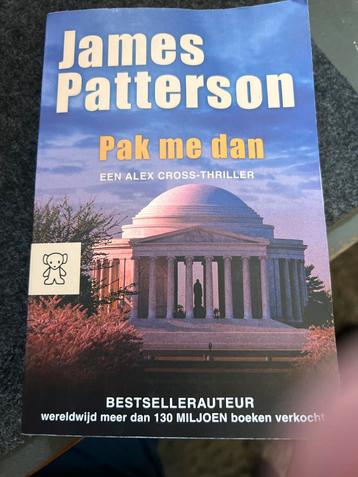 James
Patterson
Pak me dan
EEN ALEX CROSS-THRILLER
BESTSELLERAUTEUR
wereldwijd meer dan 130 MILJOEN boeken verkocht